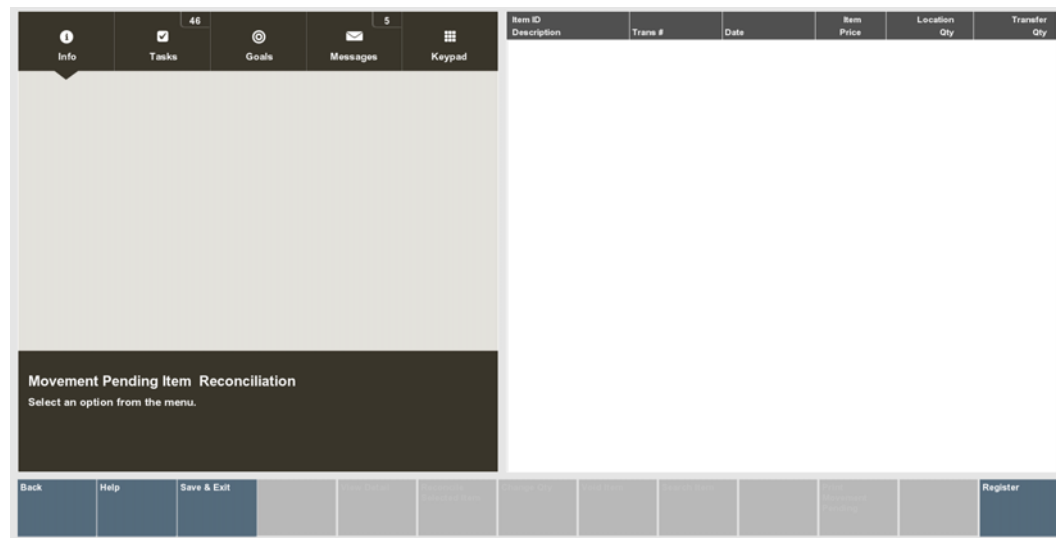 46
5
Info
Tasks
Goals
Messages
Keypad
Item ID
Description
Trans #
Date
Item
Price
Location
Qty
Transfer
Qty
Movement Pending Item  Reconciliation
Select an option from the menu.
Back
Help
Save & Exit
Register